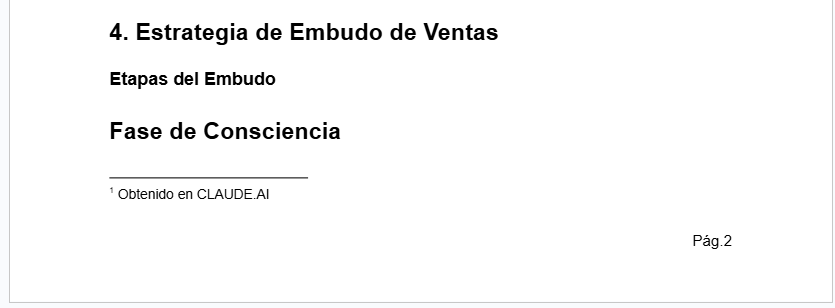 4. Estrategia de Embudo de Ventas
Etapas del Embudo
Fase de Consciencia
¹ Obtenido en CLAUDE.AI
Pág.2